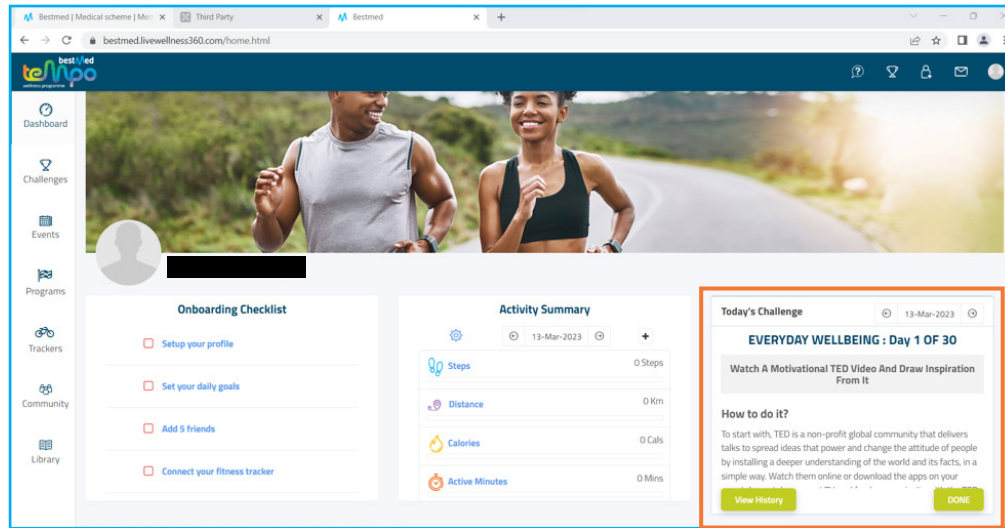 Bestmed | Medical scheme | Med
Third Party
Bestmed
bestmed.livewellness360.com/home.html
bestMed
tempo
wellness programme
Dashboard
Challenges
Events
Programs
Trackers
Community
Library
Onboarding Checklist
Setup your profile
Set your daily goals
Add 5 friends
Connect your fitness tracker
Activity Summary
13-Mar-2023
Steps
0 Steps
Distance
0 Km
Calories
0 Cals
Active Minutes
0 Mins
Today's Challenge
13-Mar-2023
EVERYDAY WELLBEING : Day 1 OF 30
Watch A Motivational TED Video And Draw Inspiration
From It
How to do it?
To start with, TED is a non-profit global community that delivers
talks to spread ideas that power and change the attitude of people
by installing a deeper understanding of the world and its facts, in a
simple way. Watch them online or download the apps on your
View History
DONE